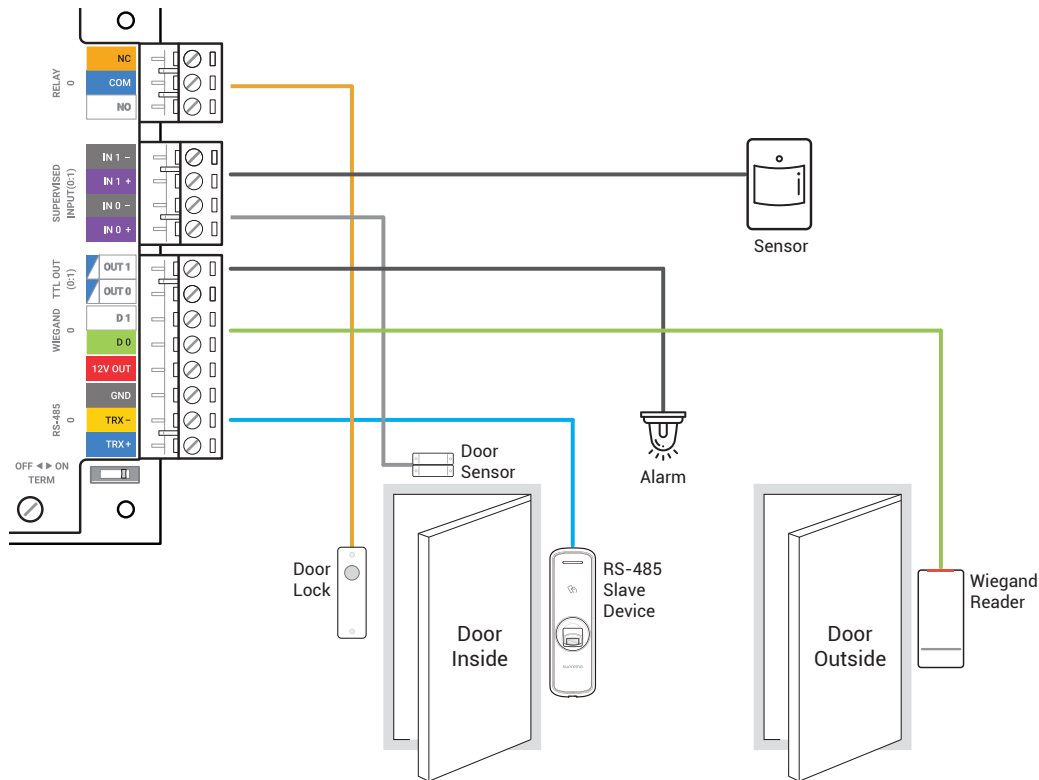 RELAY
0
NC
COM
NO
SUPERVISED
INPUT(0:1)
IN 1 –
IN 1 +
IN 0 –
IN 0 +
TTL OUT
(0:1)
OUT 1
OUT 0
WIEGAND
0
D 1
D 0
12V OUT
GND
RS-485
0
TRX –
TRX +
OFF ◀ ▶ ON
TERM
Sensor
Door
Sensor
Alarm
Door
Lock
Door
Inside
RS-485
Slave
Device
suprema
Door
Outside
Wiegand
Reader